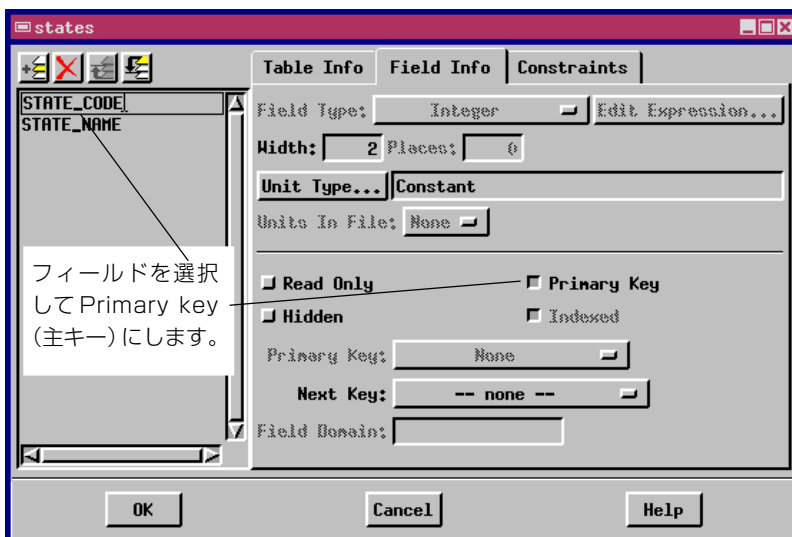 states
Table Info Field Info Constraints
STATE_CODE
STATE_NAME
Field Type: Integer Edit Expression...
Width: 2 Places: 0
Unit Type... Constant
Units In File: None
フィールドを選択
してPrimary key
(主キー)にします。
Read Only Primary Key
Hidden Indexed
Primary Key: None
Next Key: -- none --
Field Domain:
OK Cancel Help